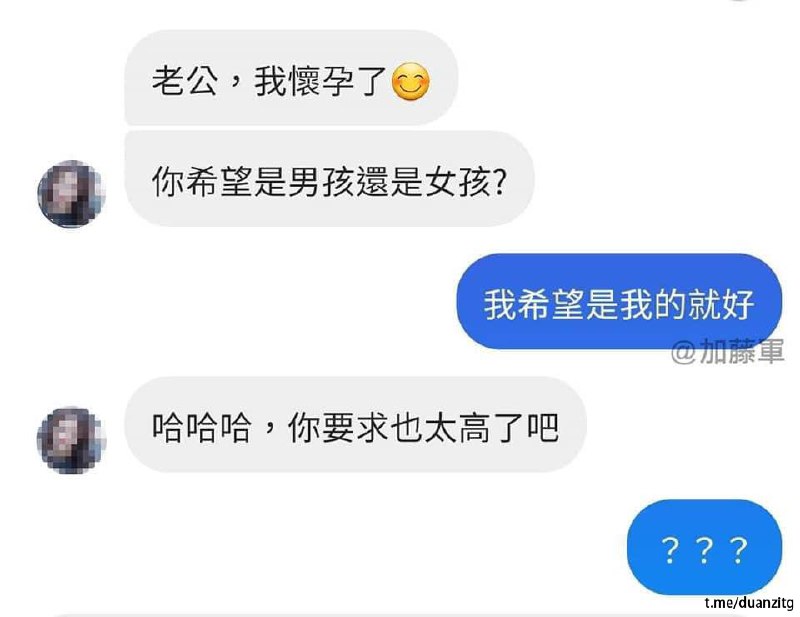 老公，我懷孕了😊
你希望是男孩還是女孩?
我希望是我的就好
@加藤軍
哈哈哈，你要求也太高了吧
？？？
t.me/duanzitg